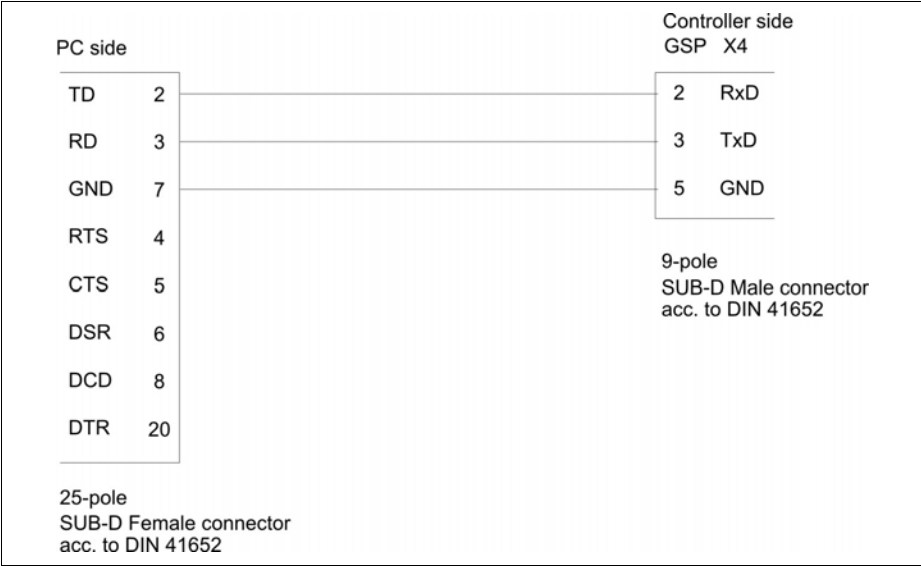 PC side
TD 2
RD 3
GND 7
RTS 4
CTS 5
DSR 6
DCD 8
DTR 20
25-pole
SUB-D Female connector
acc. to DIN 41652
Controller side
GSP X4
2 RxD
3 TxD
5 GND
9-pole
SUB-D Male connector
acc. to DIN 41652